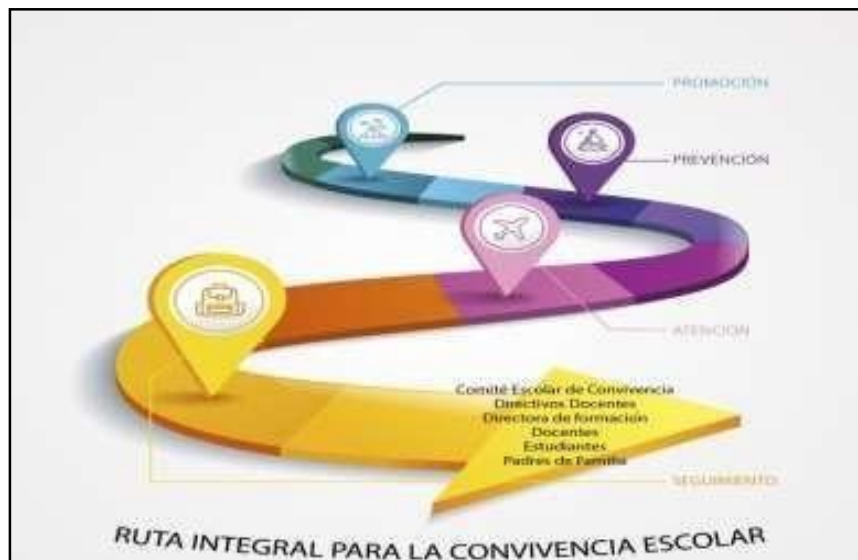 PROMOCIÓN
PREVENCIÓN
ATENCIÓN
Comité Escolar de Convivencia
Directivos Docentes
Directora de formación
Docentes
Estudiantes
Padres de Familia
SEGUIMIENTO
RUTA INTEGRAL PARA LA CONVIVENCIA ESCOLAR